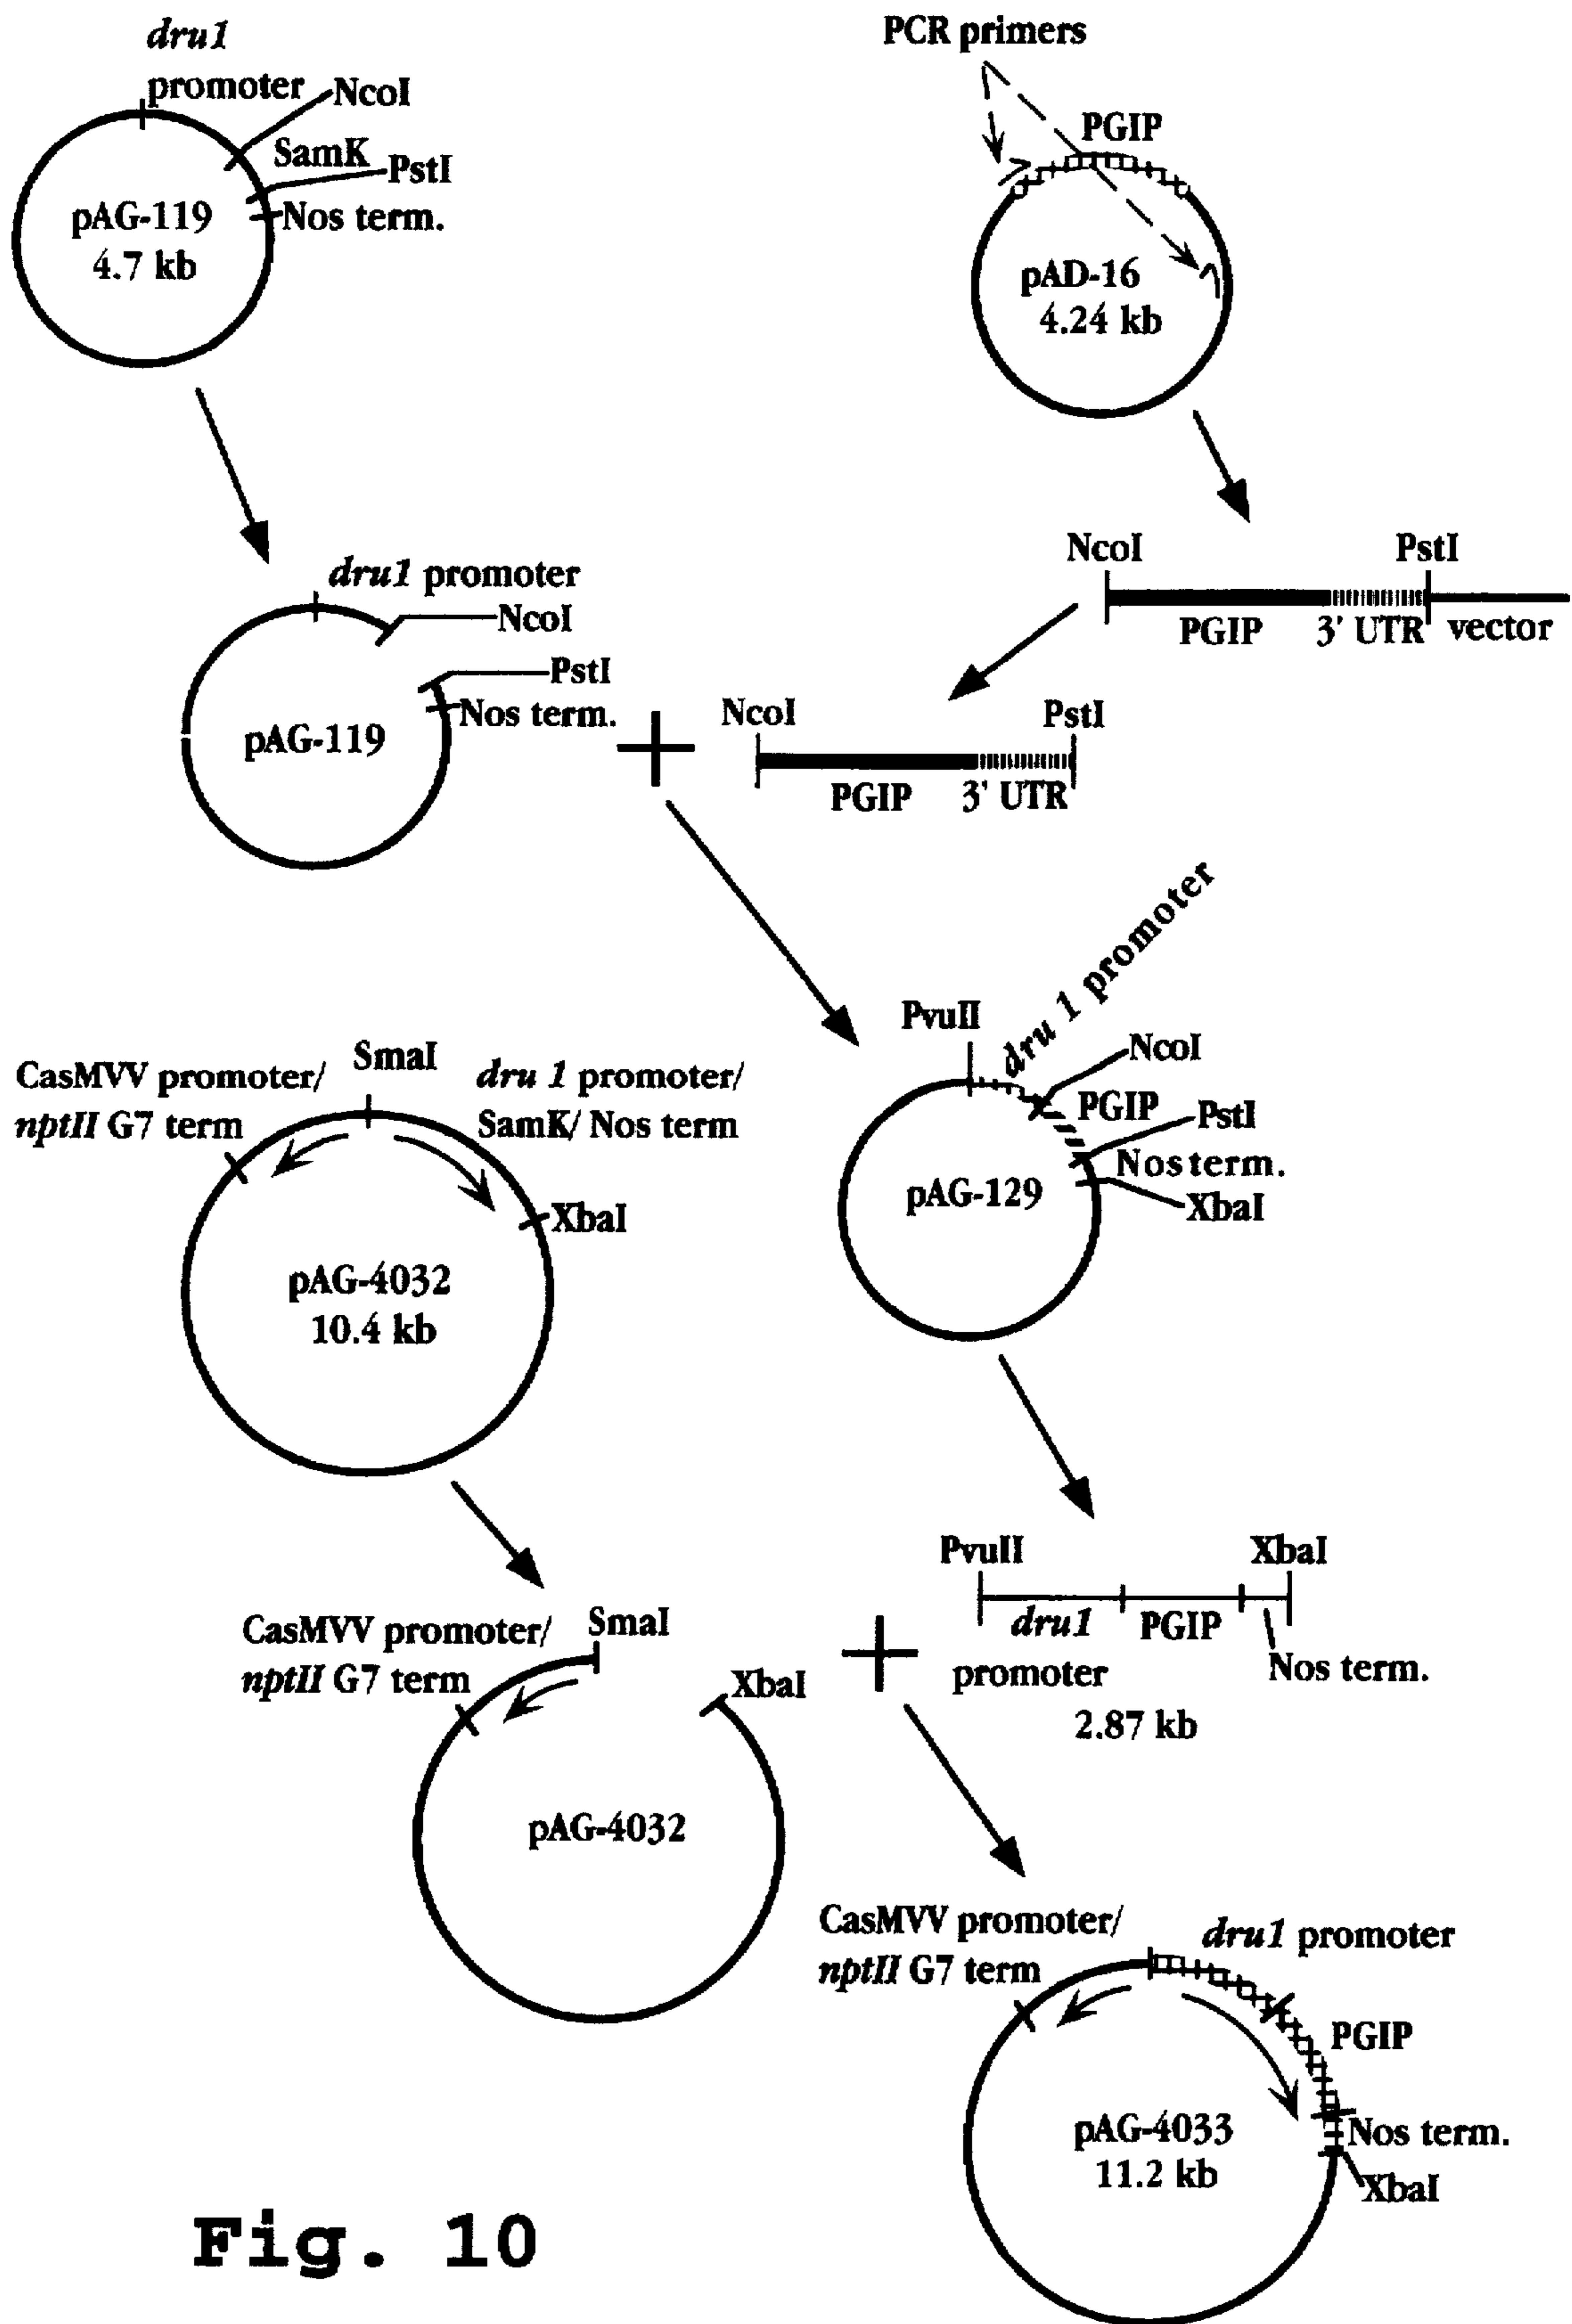 dru1
promoter
NcoI
SamK
PstI
Nos term.
pAG-119
4.7 kb
PCR primers
PGIP
pAD-16
4.24 kb
NcoI
PstI
PGIP
3' UTR
vector
dru1 promoter
NcoI
PstI
Nos term.
pAG-119
+
NcoI
PstI
PGIP
3' UTR
PvuII
dru 1 promoter
NcoI
PGIP
PstI
Nos term.
XbaI
pAG-129
CasMVV promoter/
nptII G7 term
SmaI
dru 1 promoter/
SamK/ Nos term
XbaI
pAG-4032
10.4 kb
CasMVV promoter/
nptII G7 term
SmaI
XbaI
pAG-4032
+
PvuII
XbaI
dru1
promoter
PGIP
Nos term.
2.87 kb
CasMVV promoter/
nptII G7 term
dru1 promoter
PGIP
Nos term.
XbaI
pAG-4033
11.2 kb
Fig. 10